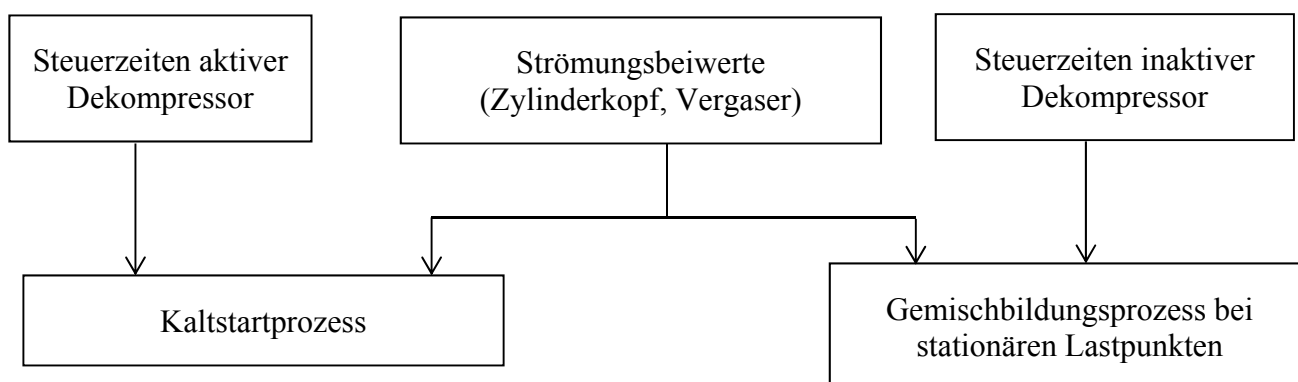 Steuerzeiten aktiver
Dekompressor
Strömungsbeiwerte
(Zylinderkopf, Vergaser)
Steuerzeiten inaktiver
Dekompressor
Kaltstartprozess
Gemischbildungsprozess bei
stationären Lastpunkten